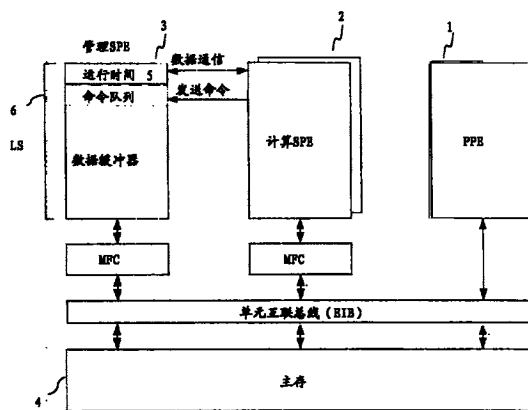 3
2
1
管理SPE
数据通信
运行时间 5
发送命令
命令队列
6
LS
数据缓冲器
计算SPE
PPE
MFC
MFC
单元互联总线(EIB)
主存
4